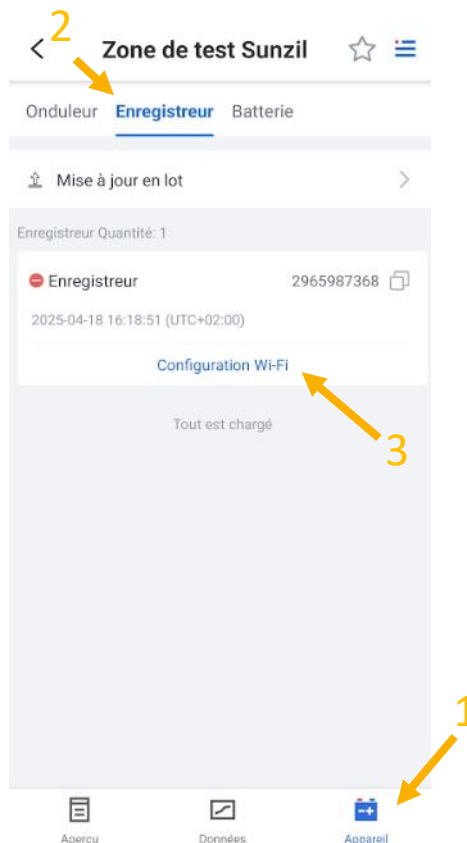 2
Zone de test Sunzil
Onduleur Enregistreur Batterie
Mise à jour en lot
Enregistreur Quantité: 1
Enregistreur 2965987368
2025-04-18 16:18:51 (UTC+02:00)
Configuration Wi-Fi
Tout est chargé
3
1
Aperçu Données Appareil